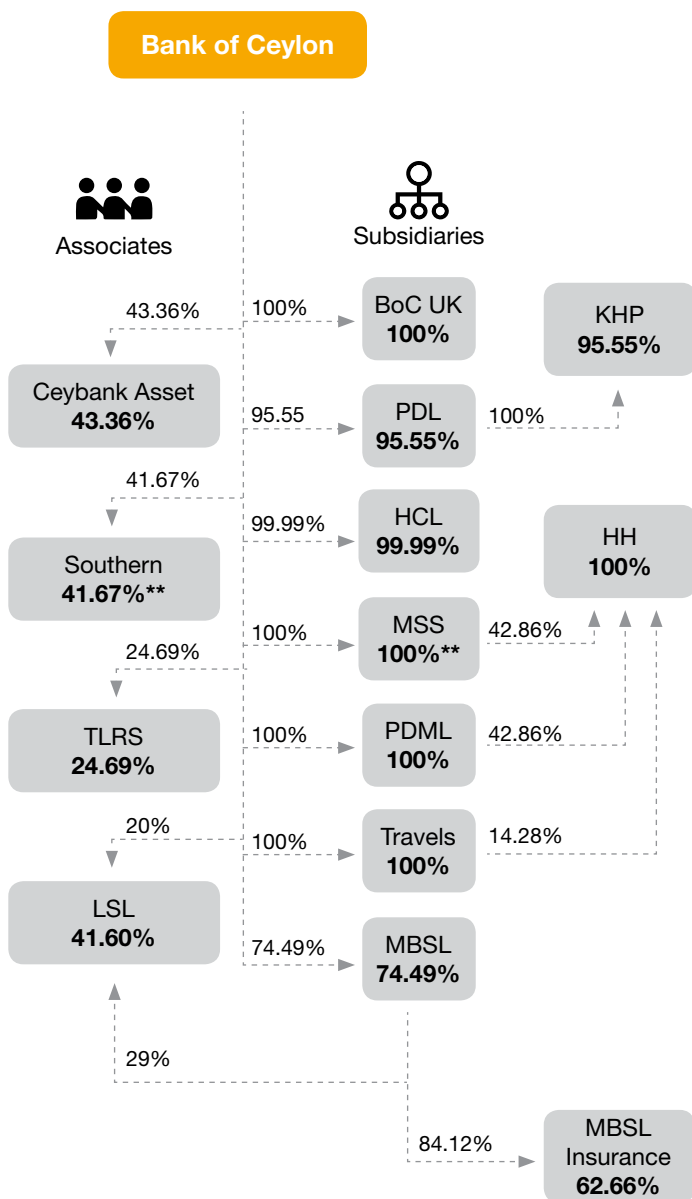 Bank of Ceylon
Associates
Subsidiaries
43.36%
100%
BoC UK
100%
KHP
95.55%
Ceybank Asset
43.36%
95.55
PDL
95.55%
100%
41.67%
Southern
41.67%**
99.99%
HCL
99.99%
HH
100%
24.69%
100%
MSS
100%**
42.86%
TLRS
24.69%
100%
PDML
100%
42.86%
20%
100%
Travels
100%
14.28%
LSL
41.60%
74.49%
MBSL
74.49%
29%
84.12%
MBSL
Insurance
62.66%